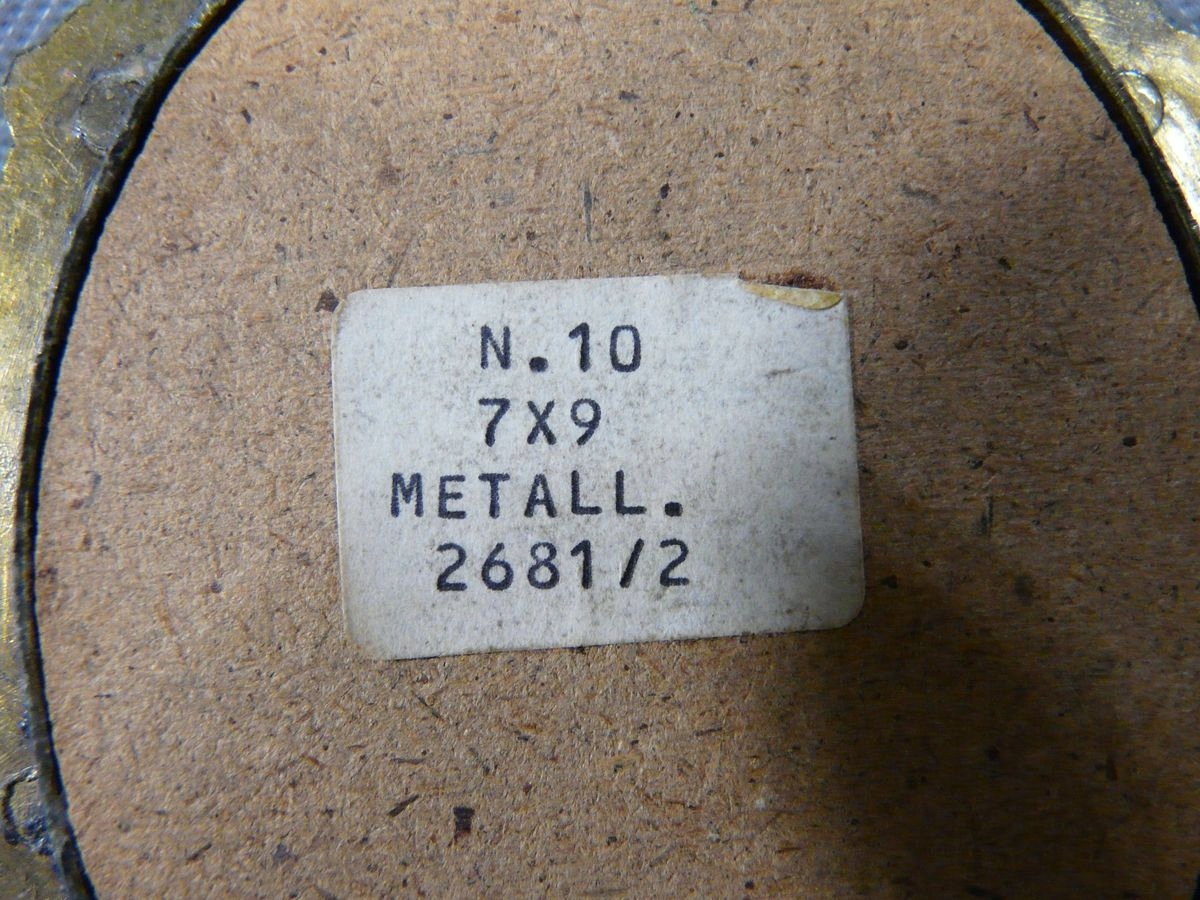 N.10
7X9
METALL.
2681/2